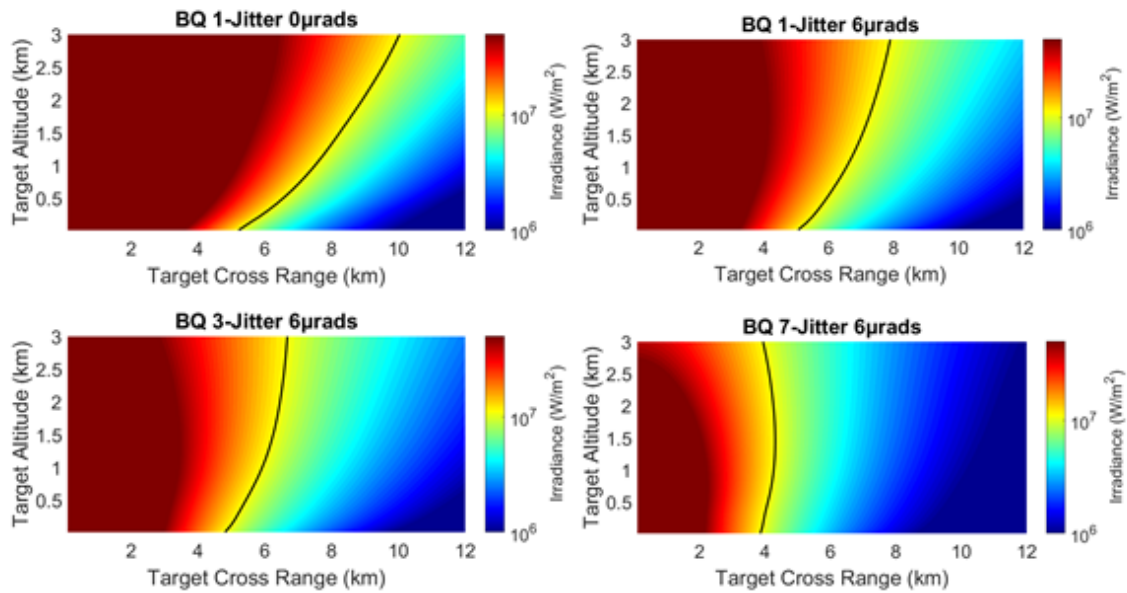 BQ 1-Jitter 0μrads
3
2.5
2
1.5
1
0.5
Target Altitude (km)
2 4 6 8 10 12
Target Cross Range (km)
10⁷
10⁶
Irradiance (W/m²)
BQ 1-Jitter 6μrads
3
2.5
2
1.5
1
0.5
Target Altitude (km)
2 4 6 8 10 12
Target Cross Range (km)
10⁷
10⁶
Irradiance (W/m²)
BQ 3-Jitter 6μrads
3
2.5
2
1.5
1
0.5
Target Altitude (km)
2 4 6 8 10 12
Target Cross Range (km)
10⁷
10⁶
Irradiance (W/m²)
BQ 7-Jitter 6μrads
3
2.5
2
1.5
1
0.5
Target Altitude (km)
2 4 6 8 10 12
Target Cross Range (km)
10⁷
10⁶
Irradiance (W/m²)